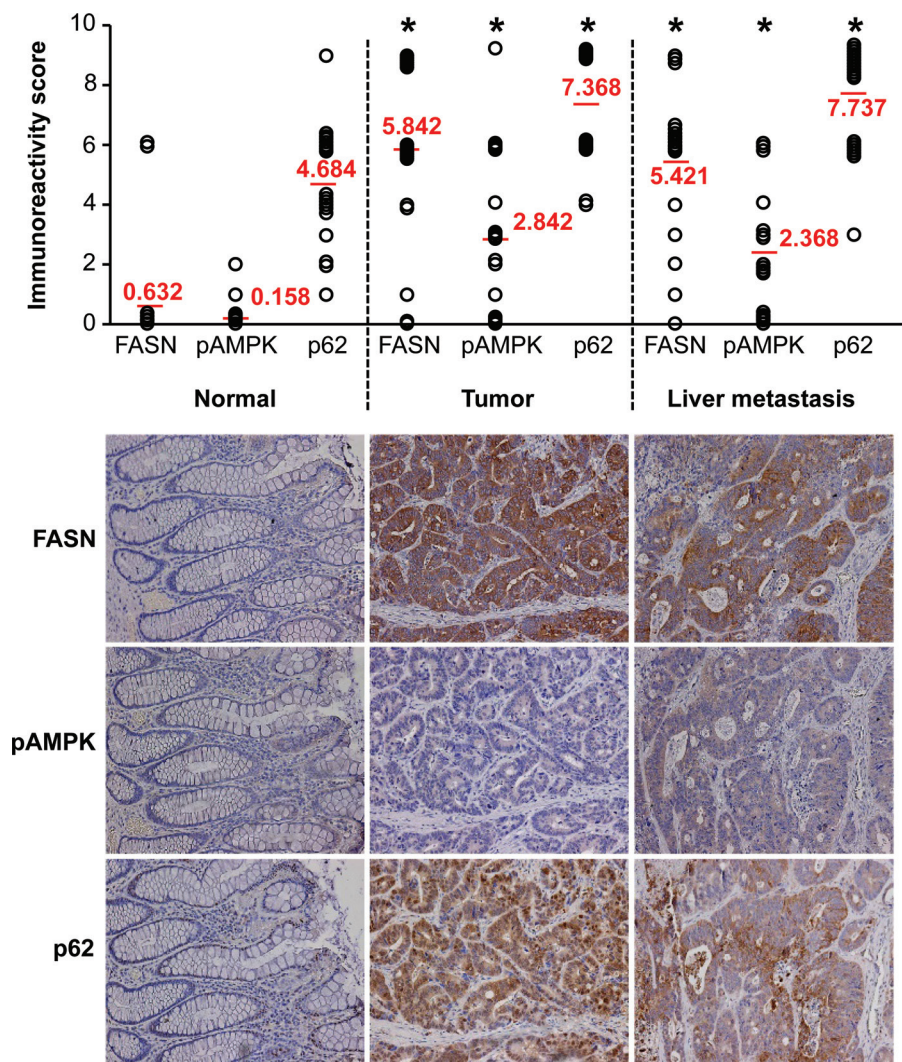 Immunoreactivity score
10
8
6
4
2
0
* * * * * *
0.632
0.158
4.684
5.842
2.842
7.368
5.421
2.368
7.737
FASN pAMPK p62 FASN pAMPK p62 FASN pAMPK p62
Normal Tumor Liver metastasis
FASN
pAMPK
p62